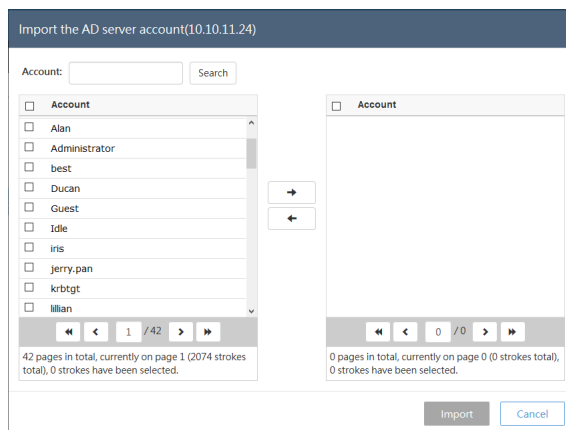 Import the AD server account(10.10.11.24)
Account:
Search
Account
Alan
Administrator
best
Ducan
Guest
Idle
iris
jerry.pan
krbtgt
lillian
1 /42
42 pages in total, currently on page 1 (2074 strokes
total), 0 strokes have been selected.
Account
0 /0
0 pages in total, currently on page 0 (0 strokes total),
0 strokes have been selected.
Import
Cancel